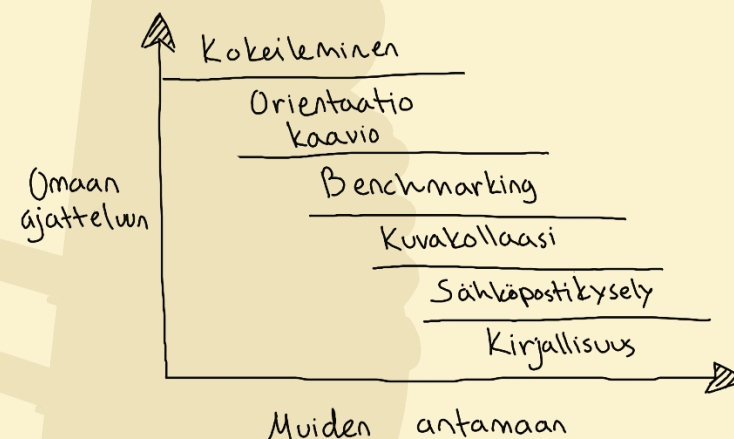 Kokeileminen
Orientaatio
kaavio
Omaan
ajatteluun
Benchmarking
Kuvakollaasi
Sähköpostikysely
Kirjallisuus
Muiden antamaan